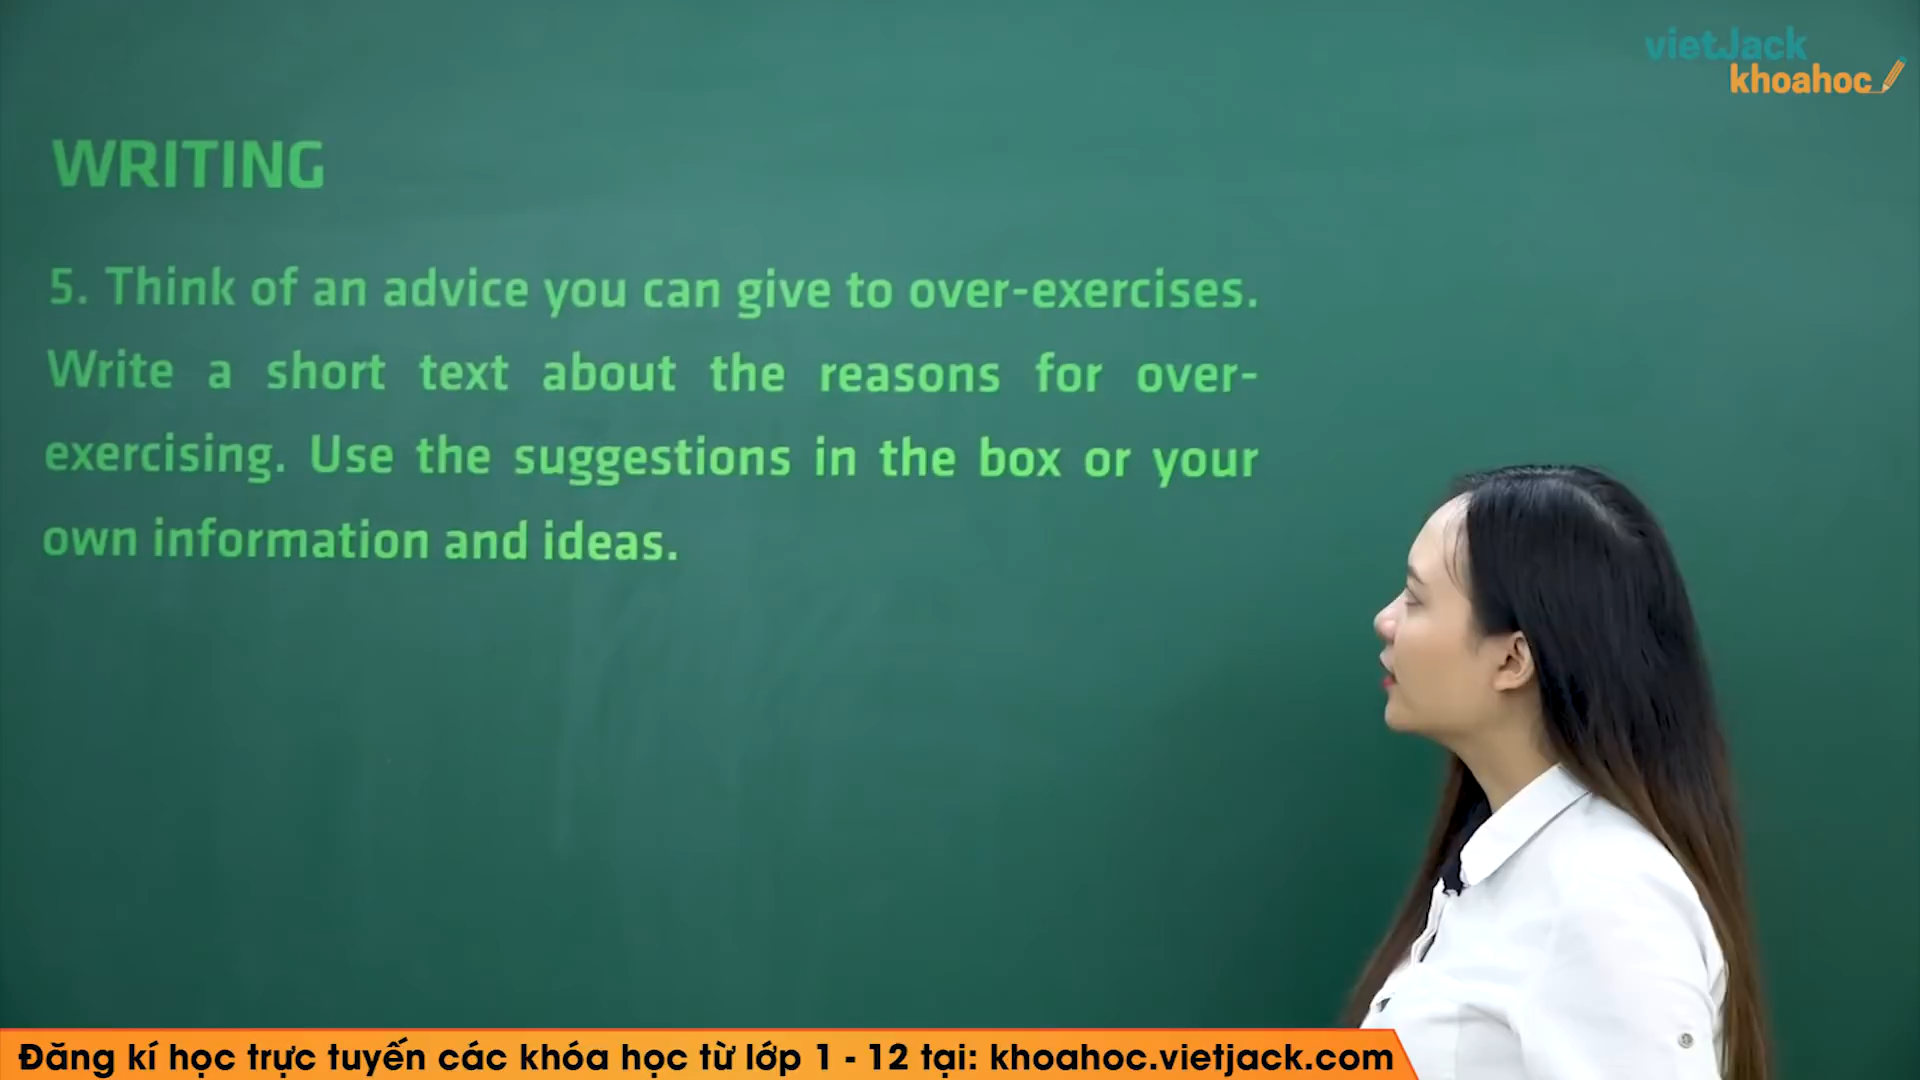 vietJack
khoahoc
WRITING
5. Think of an advice you can give to over-exercises.
Write a short text about the reasons for over-
exercising. Use the suggestions in the box or your
own information and ideas.
Đăng kí học trực tuyến các khóa học từ lớp 1 - 12 tại: khoahoc.vietjack.com